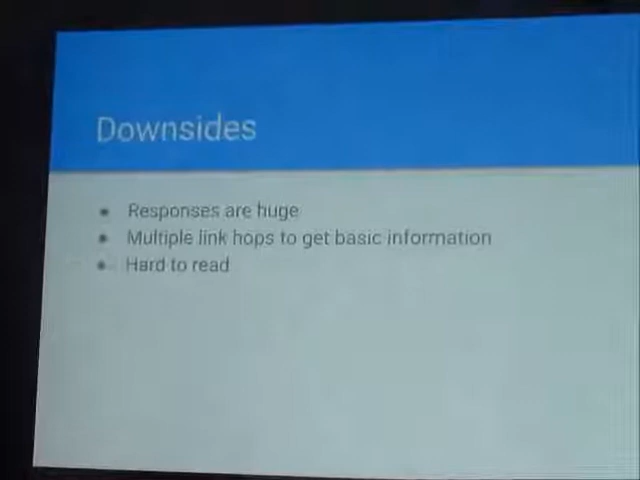 Downsides
● Responses are huge
● Multiple link hops to get basic information
● Hard to read